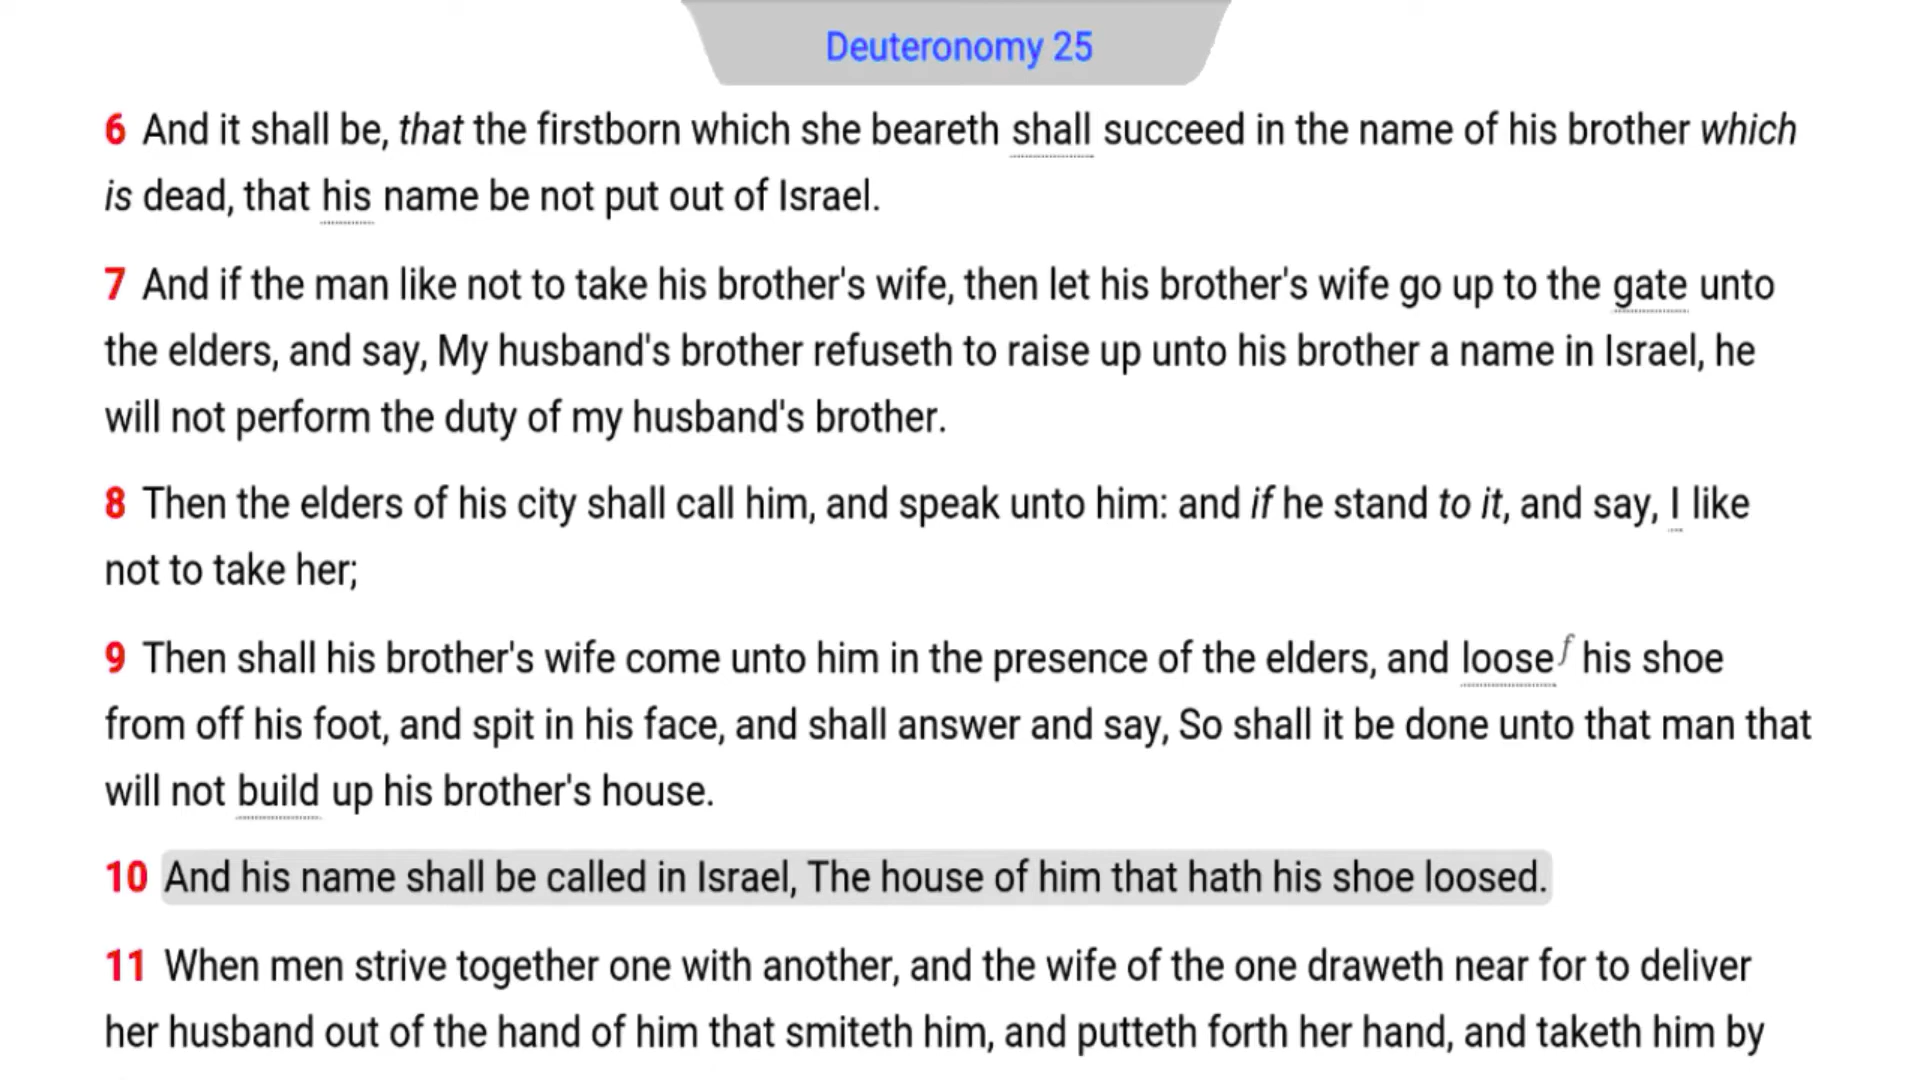 Deuteronomy 25
6 And it shall be, that the firstborn which she beareth shall succeed in the name of his brother which
is dead, that his name be not put out of Israel.
7 And if the man like not to take his brother's wife, then let his brother's wife go up to the gate unto
the elders, and say, My husband's brother refuseth to raise up unto his brother a name in Israel, he
will not perform the duty of my husband's brother.
8 Then the elders of his city shall call him, and speak unto him: and if he stand to it, and say, I like
not to take her;
9 Then shall his brother's wife come unto him in the presence of the elders, and loose f his shoe
from off his foot, and spit in his face, and shall answer and say, So shall it be done unto that man that
will not build up his brother's house.
10 And his name shall be called in Israel, The house of him that hath his shoe loosed.
11 When men strive together one with another, and the wife of the one draweth near for to deliver
her husband out of the hand of him that smiteth him, and putteth forth her hand, and taketh him by